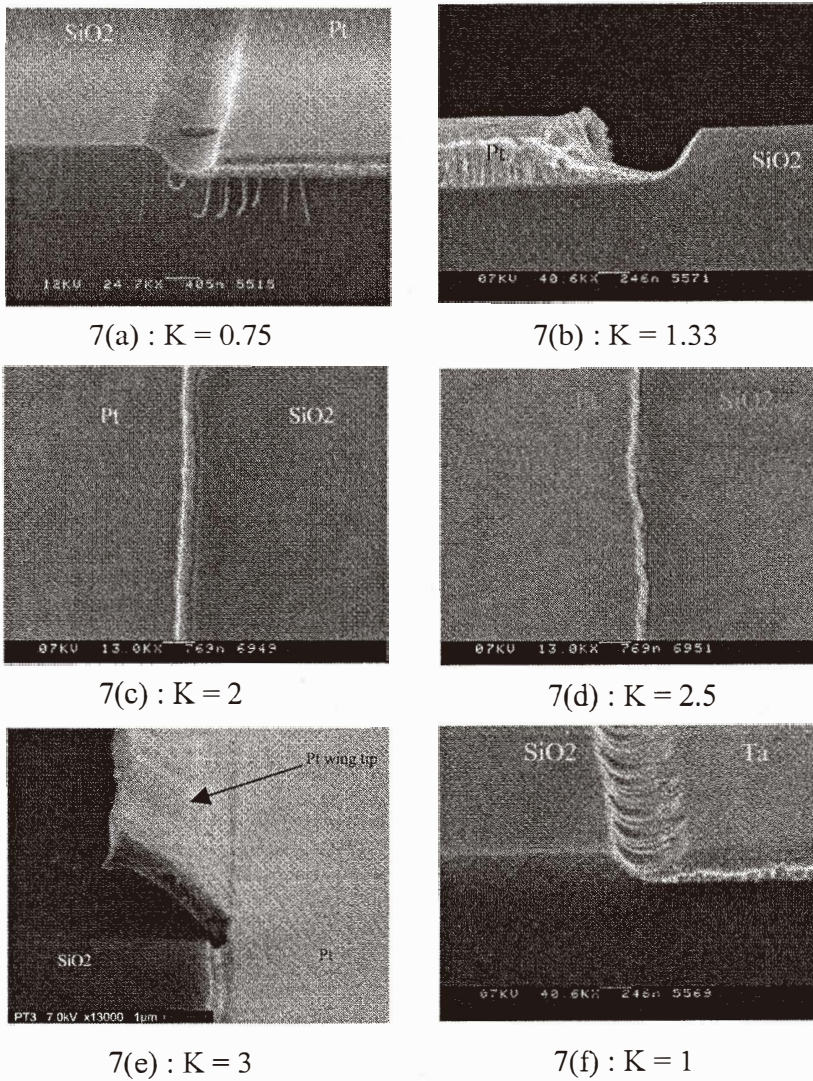 SiO2 Pt
12KV 24.7KX 405n 5515
7(a) : K = 0.75
Pt SiO2
07KV 40.6KX 246n 5571
7(b) : K = 1.33
Pt SiO2
07KV 13.0KX 769n 6949
7(c) : K = 2
SiO2
07KV 13.0KX 769n 6951
7(d) : K = 2.5
Pt wing tip
SiO2 Pt
PT3 7.0kV x13000 1µm
7(e) : K = 3
SiO2 Ta
07KV 40.6KX 246n 5569
7(f) : K = 1